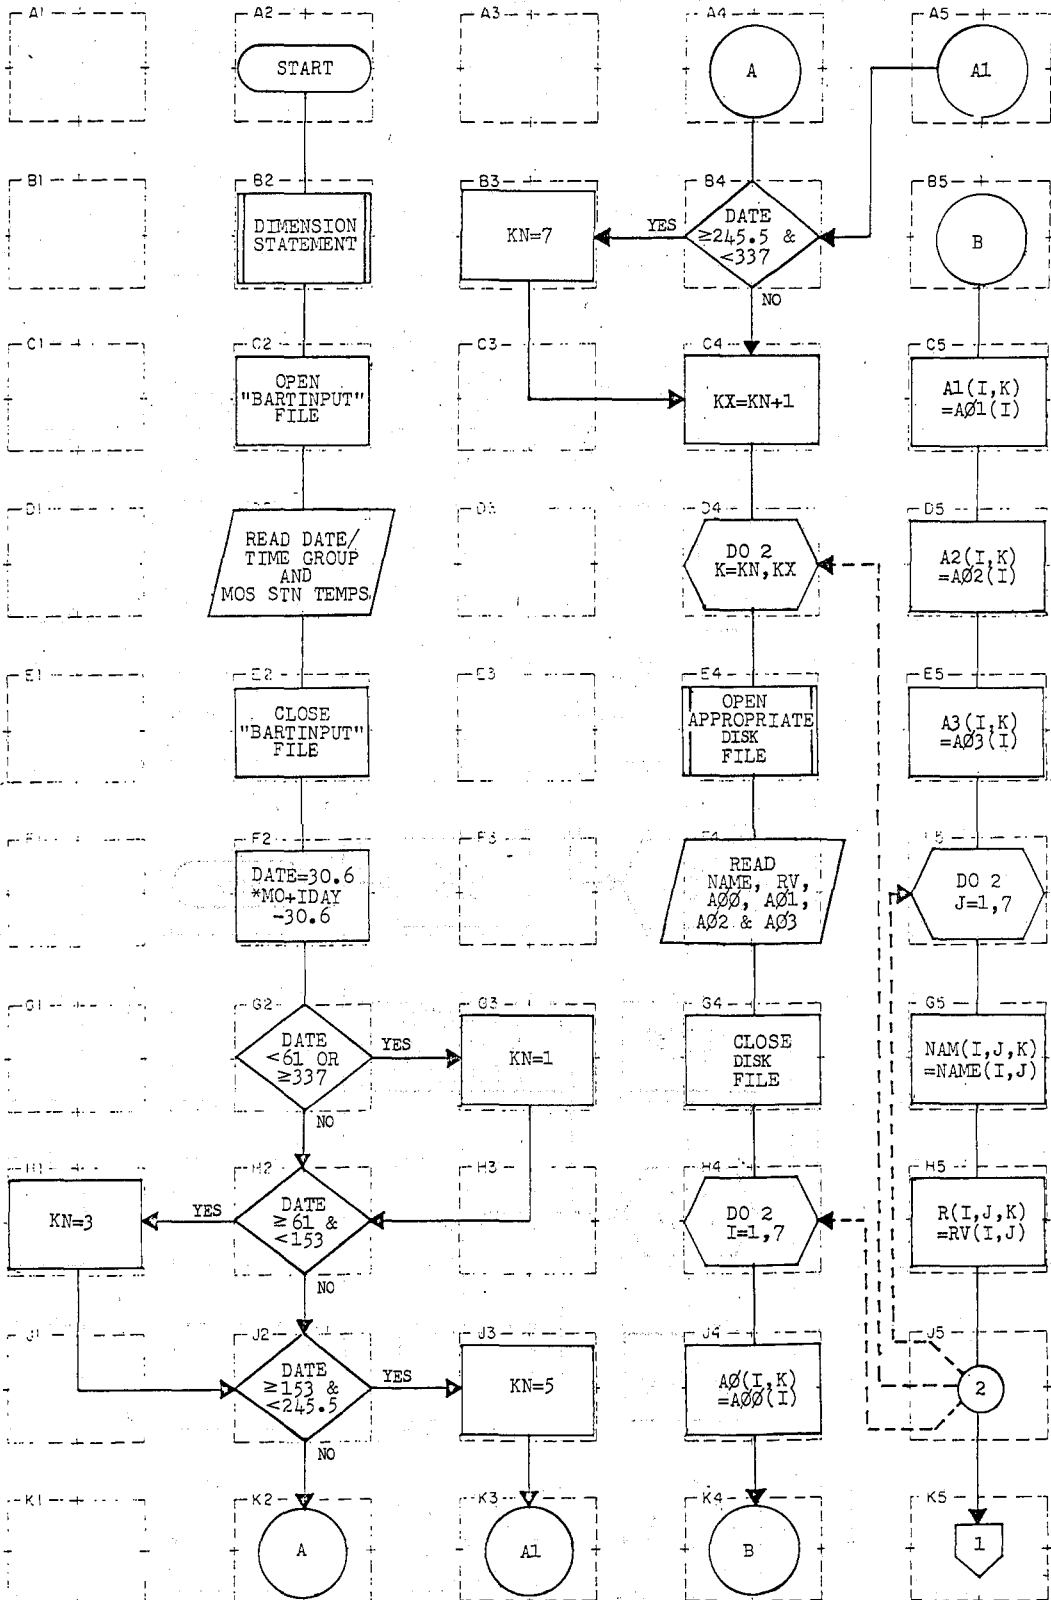 A1
A2
START
A3
A4
A
A5
A1
B1
B2
DIMENSION
STATEMENT
B3
KN=7
YES
B4
DATE
≥245.5 &
<337
NO
B5
B
C1
C2
OPEN
"BARTINPUT"
FILE
C3
C4
KX=KN+1
C5
A1(I,K)
=AØ1(I)
D1
READ DATE/
TIME GROUP
AND
MOS STN TEMPS
D3
D4
DO 2
K=KN,KX
D5
A2(I,K)
=AØ2(I)
E1
E2
CLOSE
"BARTINPUT"
FILE
E3
E4
OPEN
APPROPRIATE
DISK
FILE
E5
A3(I,K)
=AØ3(I)
F2
DATE=30.6
*MO+IDAY
-30.6
F3
F4
READ
NAME, RV,
AØØ, AØ1,
AØ2 & AØ3
DO 2
J=1,7
G1
G2
DATE
<61 OR
≥337
YES
NO
G3
KN=1
G4
CLOSE
DISK
FILE
G5
NAM(I,J,K)
=NAME(I,J)
H1
KN=3
YES
H2
DATE
≥61 &
<153
NO
H3
H4
DO 2
I=1,7
H5
R(I,J,K)
=RV(I,J)
J1
J2
DATE
≥153 &
<245.5
YES
NO
J3
KN=5
J4
AØ(I,K)
=AØØ(I)
J5
2
K1
K2
A
K3
A1
K4
B
K5
1